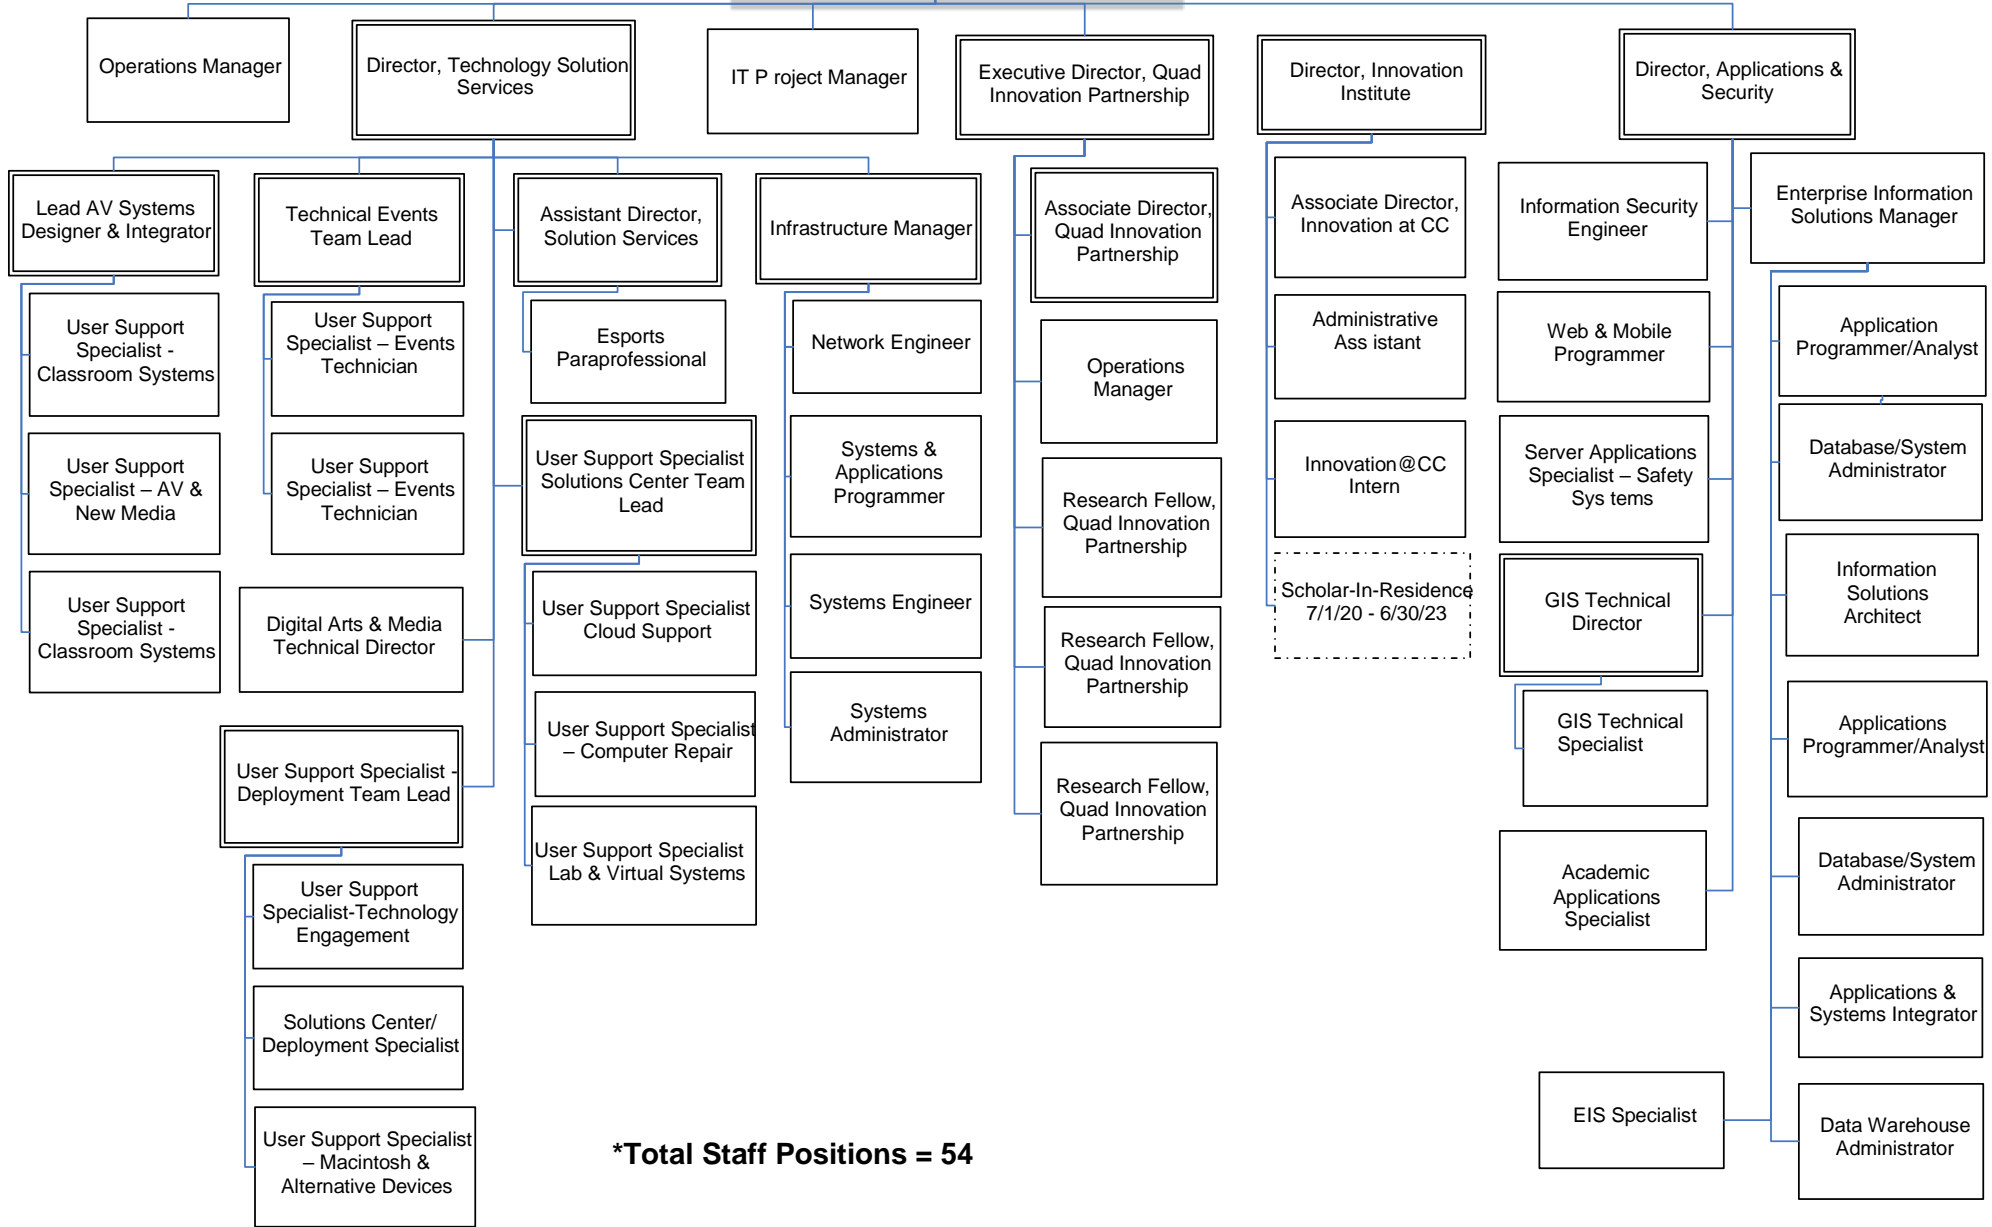 Operations Manager
Director, Technology Solution
Services
IT P roject Manager
Executive Director, Quad
Innovation Partnership
Director, Innovation
Institute
Director, Applications &
Security
Lead AV Systems
Designer & Integrator
User Support
Specialist -
Classroom Systems
User Support
Specialist – AV &
New Media
User Support
Specialist -
Classroom Systems
Technical Events
Team Lead
User Support
Specialist – Events
Technician
User Support
Specialist – Events
Technician
Digital Arts & Media
Technical Director
User Support Specialist -
Deployment Team Lead
User Support
Specialist-Technology
Engagement
Solutions Center/
Deployment Specialist
User Support Specialist
– Macintosh &
Alternative Devices
Assistant Director,
Solution Services
Esports
Paraprofessional
User Support Specialist
Solutions Center Team
Lead
User Support Specialist
Cloud Support
User Support Specialist
– Computer Repair
User Support Specialist
Lab & Virtual Systems
Infrastructure Manager
Network Engineer
Systems &
Applications
Programmer
Systems Engineer
Systems
Administrator
Associate Director,
Quad Innovation
Partnership
Operations
Manager
Research Fellow,
Quad Innovation
Partnership
Research Fellow,
Quad Innovation
Partnership
Research Fellow,
Quad Innovation
Partnership
Associate Director,
Innovation at CC
Administrative
Ass istant
Innovation@CC
Intern
Scholar-In-Residence
7/1/20 - 6/30/23
Information Security
Engineer
Web & Mobile
Programmer
Server Applications
Specialist – Safety
Sys tems
GIS Technical
Director
GIS Technical
Specialist
Academic
Applications
Specialist
Enterprise Information
Solutions Manager
Application
Programmer/Analyst
Database/System
Administrator
Information
Solutions
Architect
Applications
Programmer/Analyst
Database/System
Administrator
Applications &
Systems Integrator
EIS Specialist
Data Warehouse
Administrator
*Total Staff Positions = 54